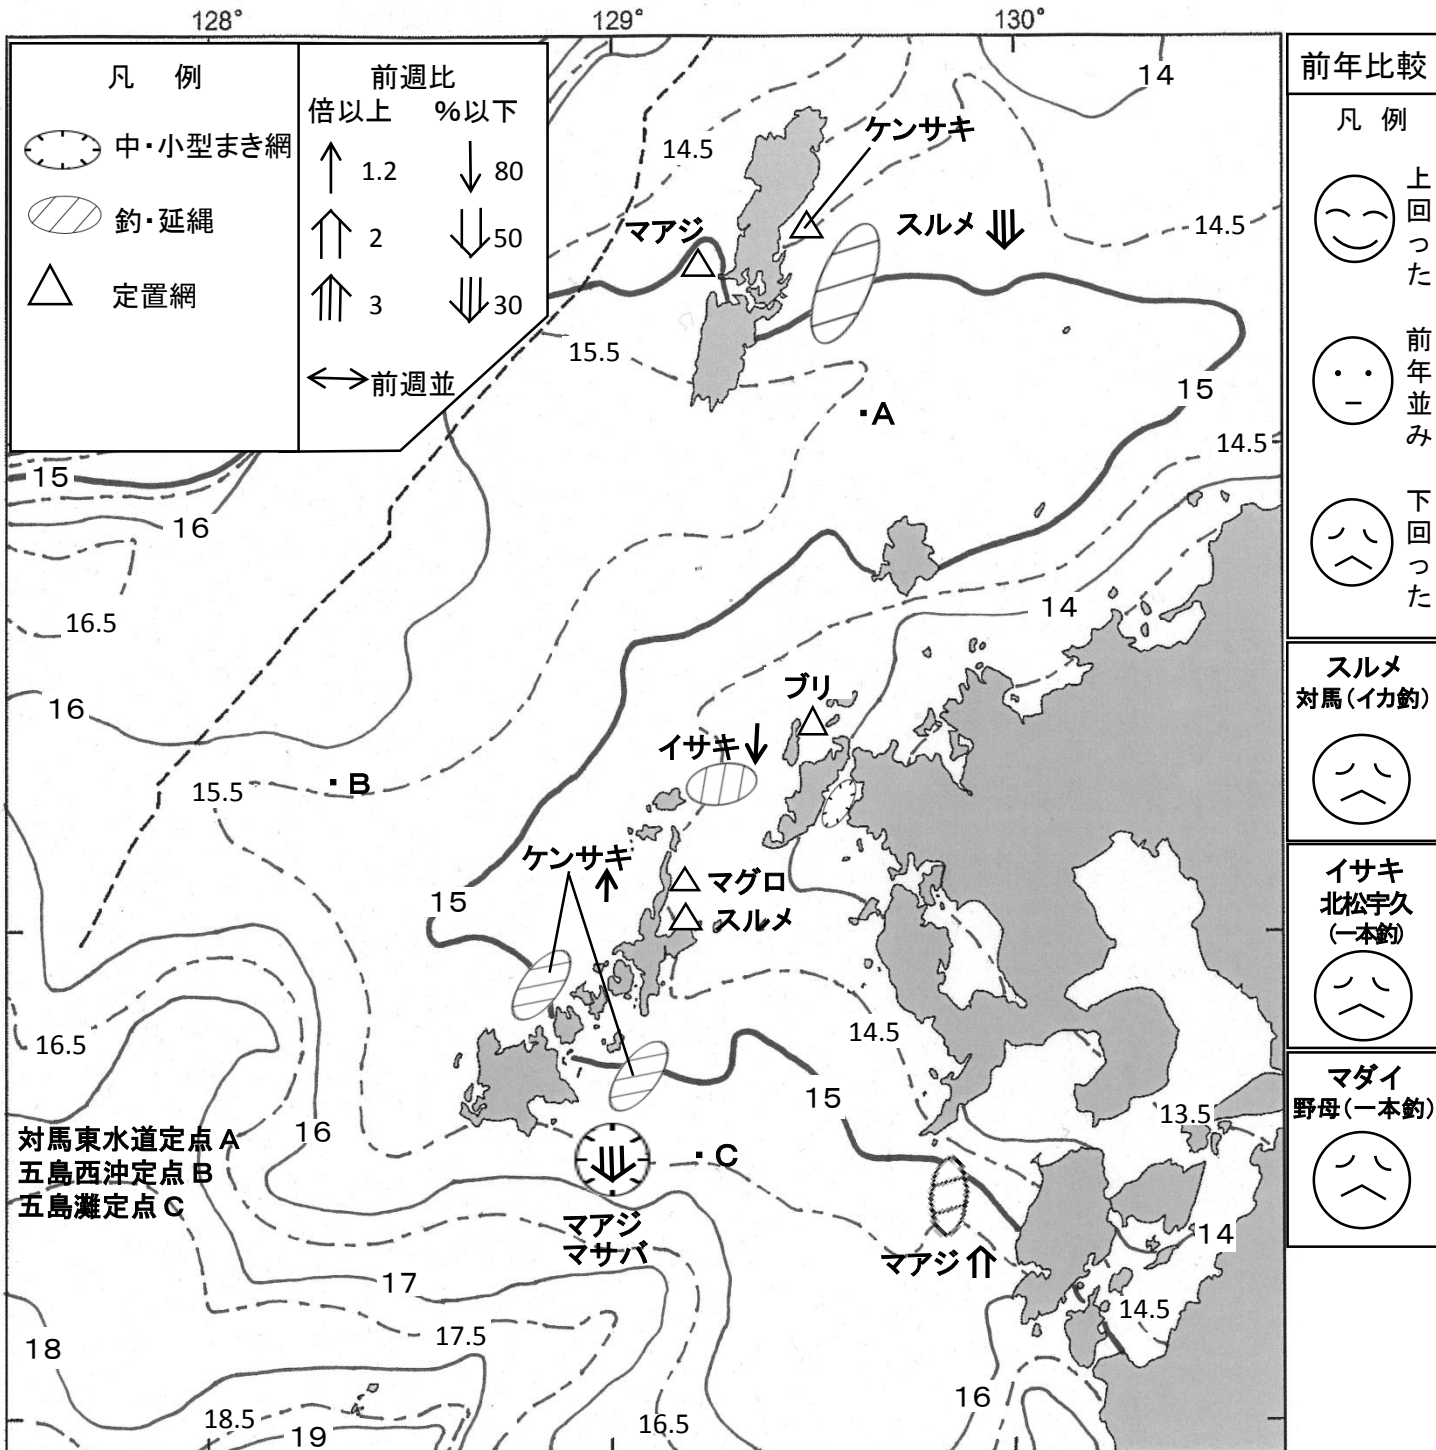 128°
129°
130°
凡 例
中・小型まき網
釣・延縄
定置網
前週比
倍以上 %以下
1.2 80
2 50
3 30
前週並
前年比較
凡 例
上回った
前年並み
下回った
スルメ
対馬(イカ釣)
イサキ
北松宇久
(一本釣)
マダイ
野母(一本釣)
14
ケンサキ
14.5
マアジ
スルメ
14.5
15.5
15
・A
14.5
15
16
16.5
14
16
ブリ
イサキ
・B
15.5
ケンサキ
マグロ
15
スルメ
14.5
16.5
15
13.5
16
対馬東水道定点A
五島西沖定点B
五島灘定点C
・C
マアジ
マサバ
14
マアジ
17
14.5
17.5
18
16
18.5
16.5
19